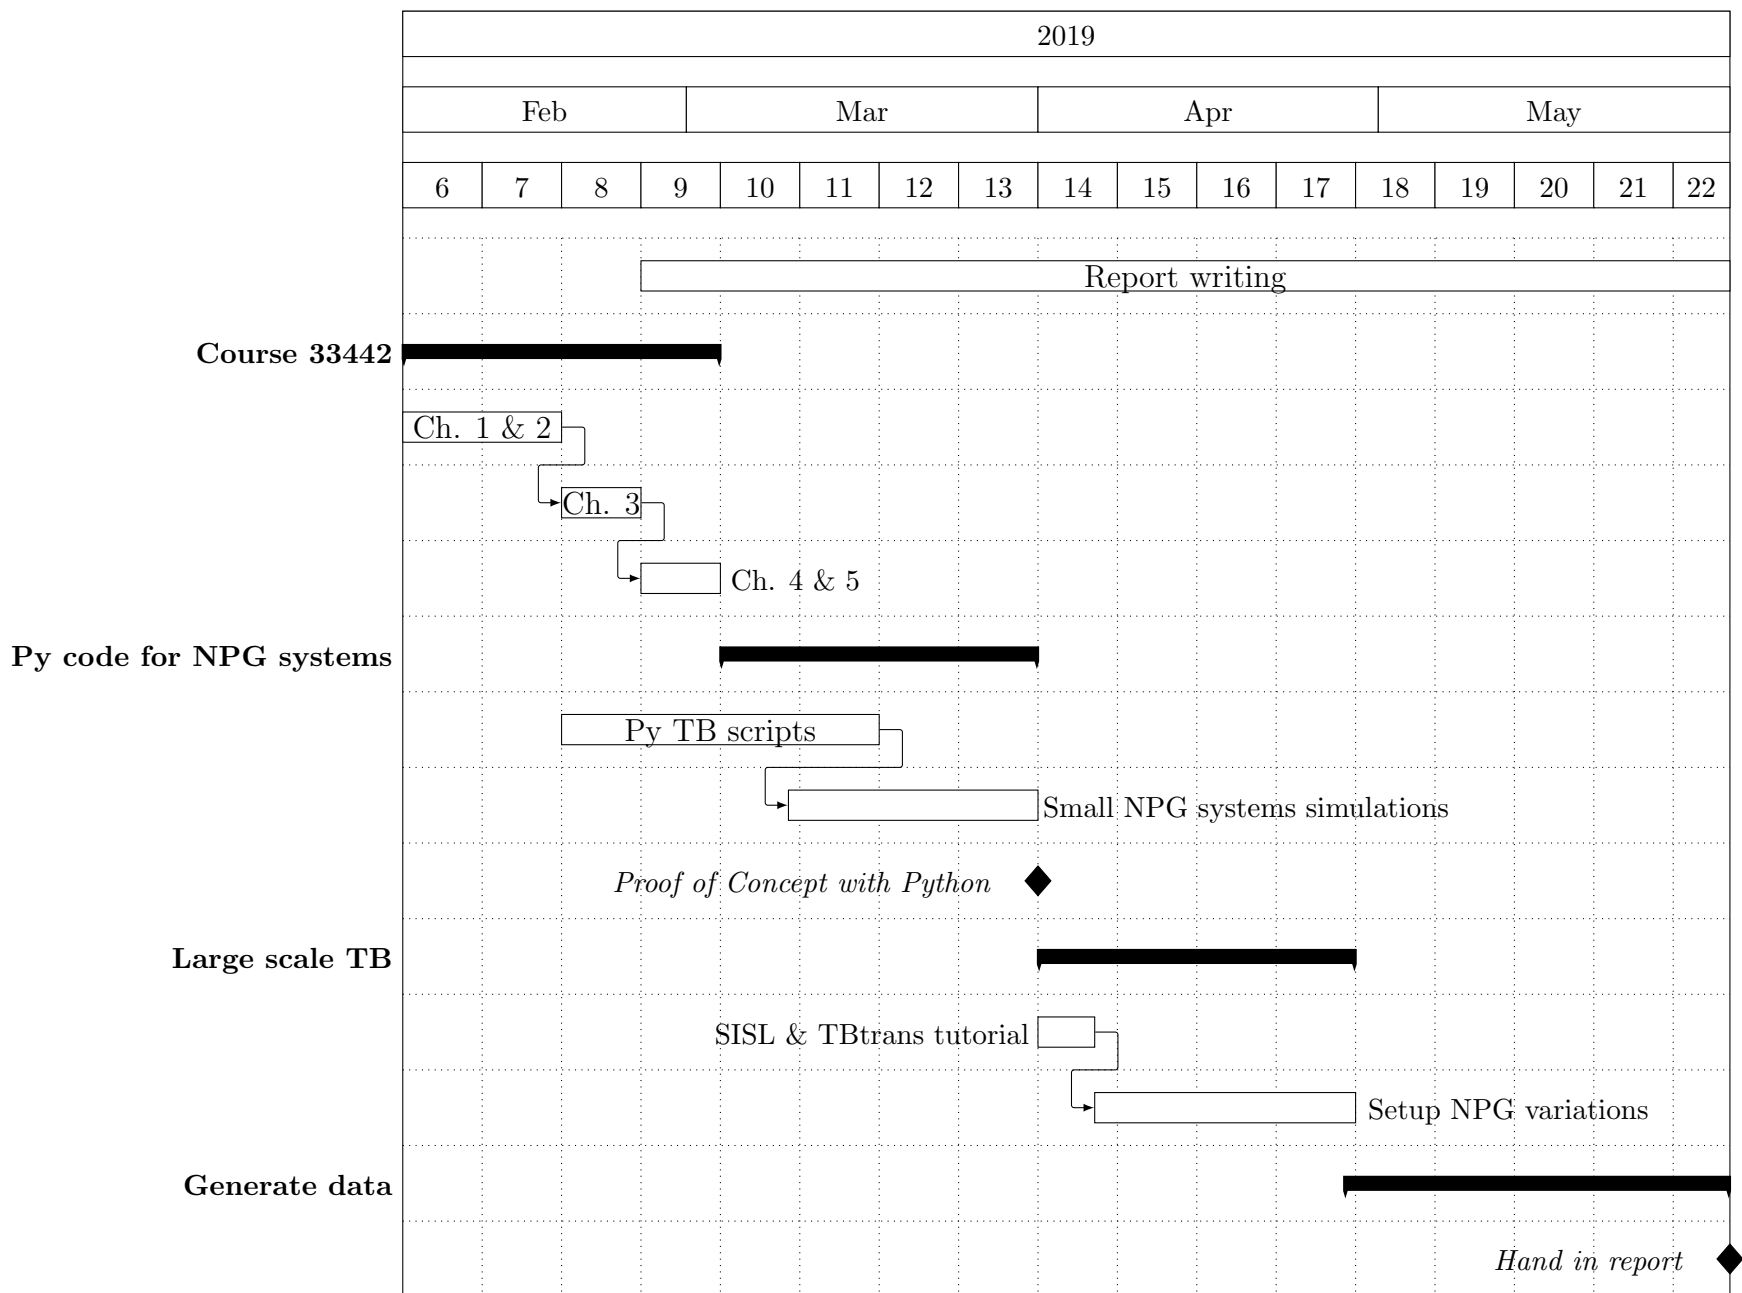 2019
Feb Mar Apr May
6 7 8 9 10 11 12 13 14 15 16 17 18 19 20 21 22
Report writing
Course 33442
Ch. 1 & 2
Ch. 3
Ch. 4 & 5
Py code for NPG systems
Py TB scripts
Small NPG systems simulations
Proof of Concept with Python
Large scale TB
SISL & TBtrans tutorial
Setup NPG variations
Generate data
Hand in report